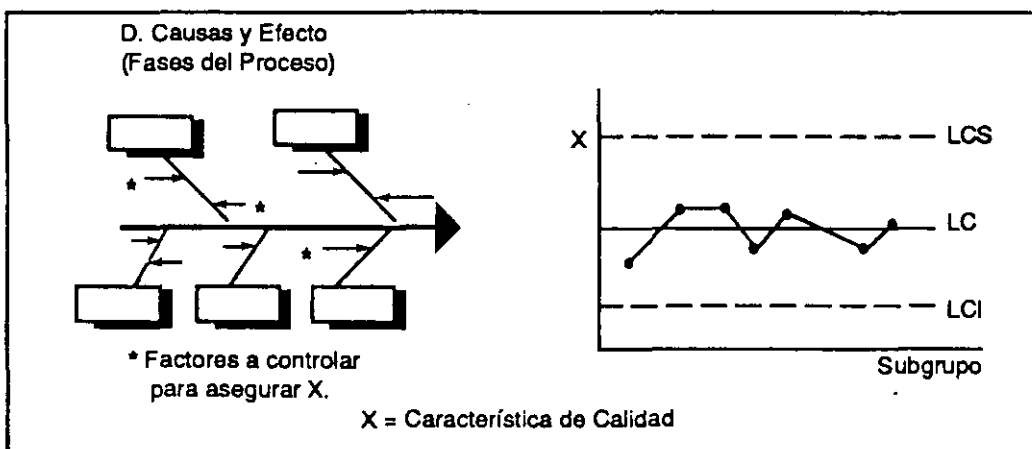 D. Causas y Efecto
(Fases del Proceso)
*
*
*
* Factores a controlar
para asegurar X.
X
LCS
LC
LCI
Subgrupo
X = Característica de Calidad